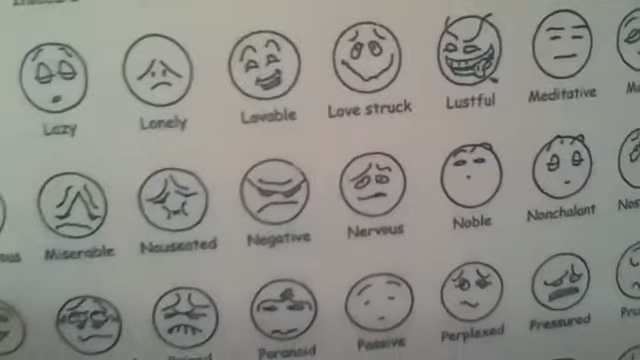 Lazy Lonely Lovable Love struck Lustful Meditative
Miserable Nauseated Negative Nervous Noble Nonchalant
Paranoid Passive Perplexed Pressured